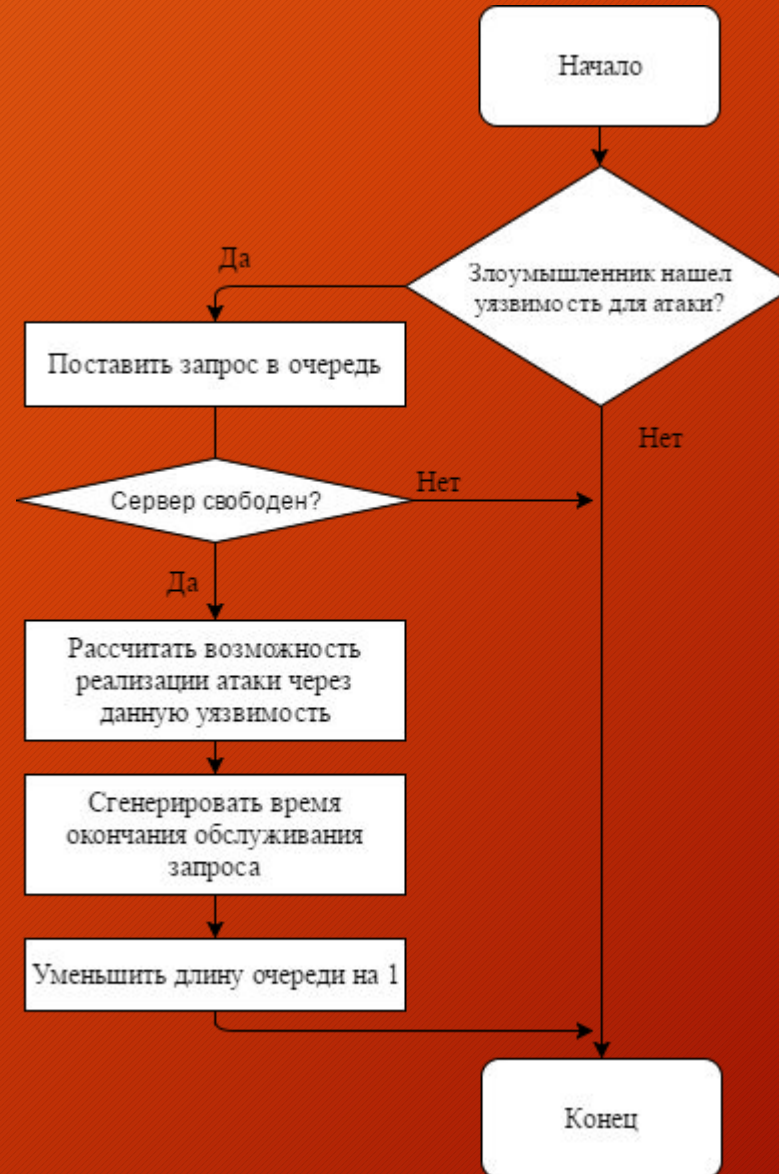 Начало
Злоумышленник нашел
уязвимость для атаки?
Да
Поставить запрос в очередь
Нет
Сервер свободен?
Нет
Да
Рассчитать возможность
реализации атаки через
данную уязвимость
Сгенерировать время
окончания обслуживания
запроса
Уменьшить длину очереди на 1
Конец